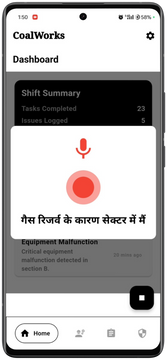 1:50
58%
CoalWorks
Dashboard
Shift Summary
Tasks Completed 23
Issues Logged 5
गैस रिजर्व के कारण सेक्टर में मैं
Equipment Malfunction
Critical equipment malfunction detected in section B.
Home